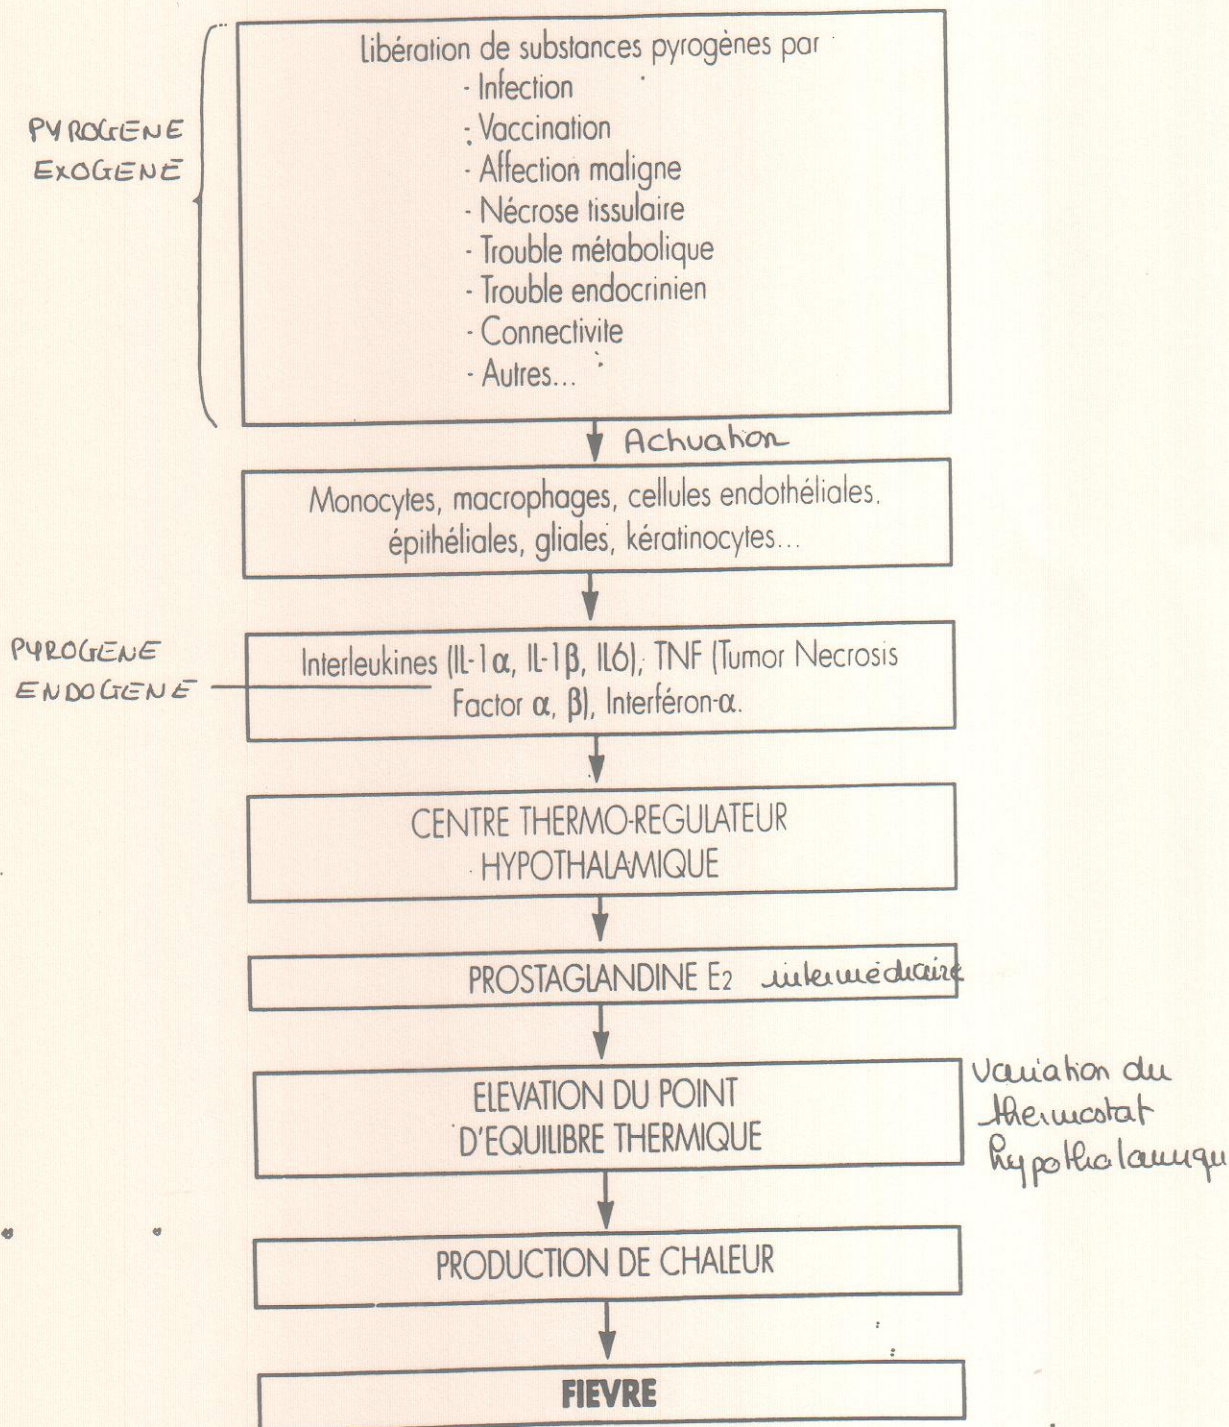 Libération de substances pyrogènes par
- Infection
- Vaccination
- Affection maligne
- Nécrose tissulaire
- Trouble métabolique
- Trouble endocrinien
- Connectivite
- Autres...
PYROGENE
EXOGENE
Activation
Monocytes, macrophages, cellules endothéliales.
épithéliales, gliales, kératinocytes...
PYROGENE
ENDOGENE
Interleukines (IL-1α, IL-1β, IL6), TNF (Tumor Necrosis
Factor α, β), Interféron-α.
CENTRE THERMO-REGULATEUR
HYPOTHALAMIQUE
PROSTAGLANDINE E2 intermédiaire
ELEVATION DU POINT
D'EQUILIBRE THERMIQUE
Variation du
thermostat
hypothalamiqu
PRODUCTION DE CHALEUR
FIEVRE